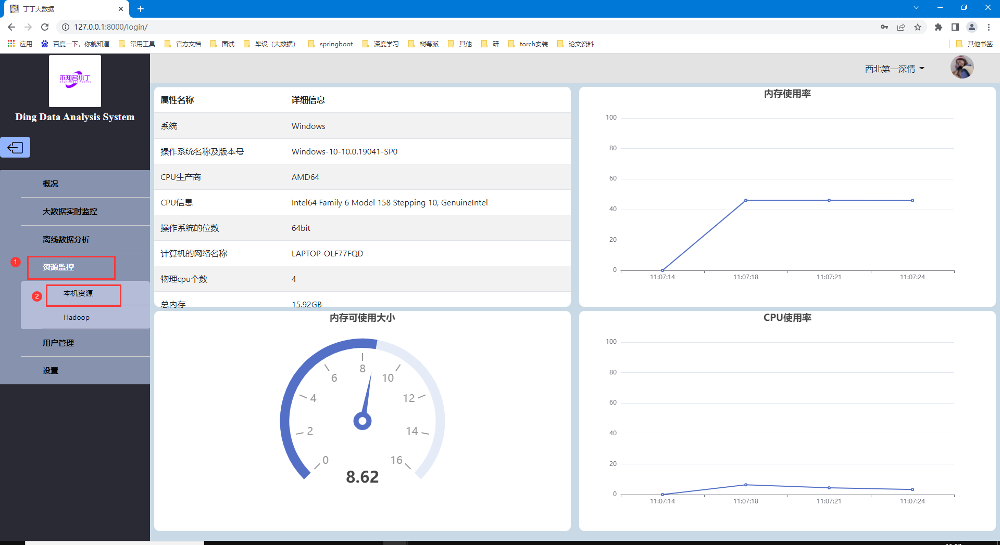 丁丁大数据
127.0.0.1:8000/login/
应用 百度一下，你就知道 常用工具 官方文档 面试 毕设（大数据） springboot 深度学习 树莓派 其他 研 torch安装 论文资料 其他书签
未知名小丁
Ding Data Analysis System
西北第一深情
概况
大数据实时监控
离线数据分析
1
资源监控
2
本机资源
Hadoop
用户管理
设置
属性名称 详细信息
系统 Windows
操作系统名称及版本号 Windows-10-10.0.19041-SP0
CPU生产商 AMD64
CPU信息 Intel64 Family 6 Model 158 Stepping 10, GenuineIntel
操作系统的位数 64bit
计算机的网络名称 LAPTOP-OLF77FQD
物理cpu个数 4
总内存 15.92GB
内存使用率
100
80
60
40
20
0
11:07:14 11:07:18 11:07:21 11:07:24
内存可使用大小
0
2
4
6
8
10
12
14
16
8.62
CPU使用率
100
80
60
40
20
0
11:07:14 11:07:18 11:07:21 11:07:24